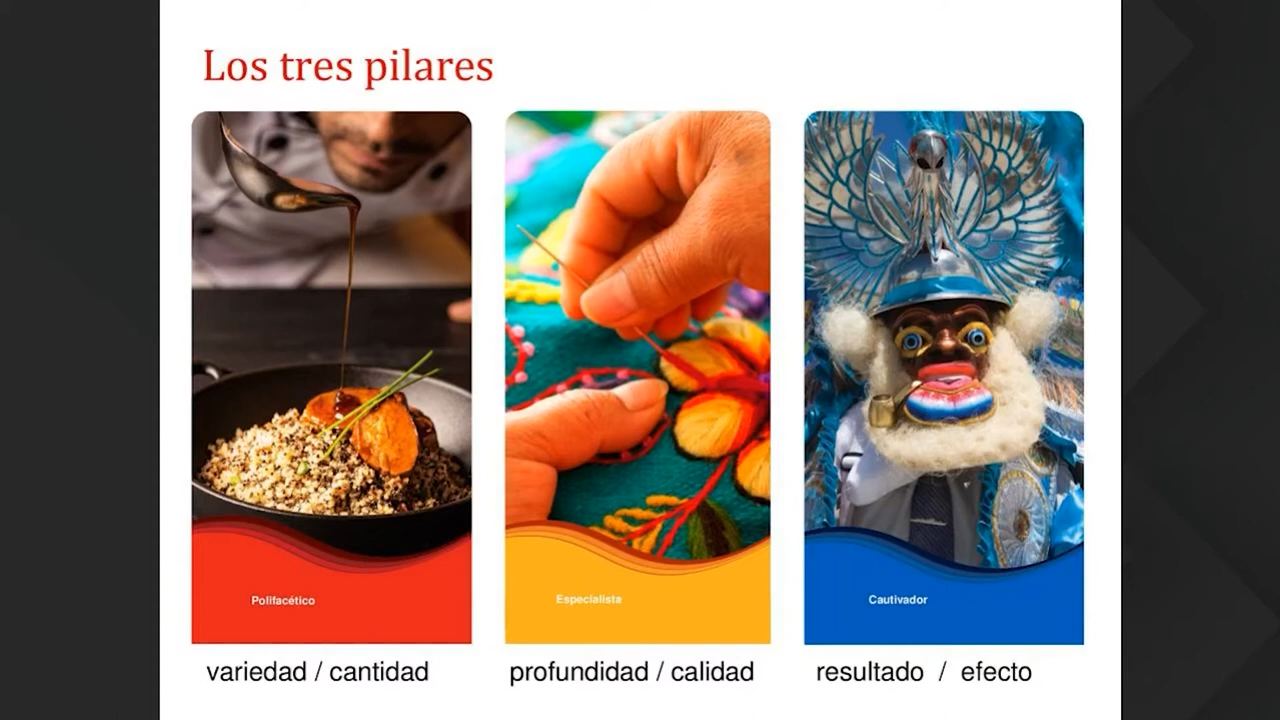 Los tres pilares
Polifacético
Especialista
Cautivador
variedad / cantidad
profundidad / calidad
resultado / efecto